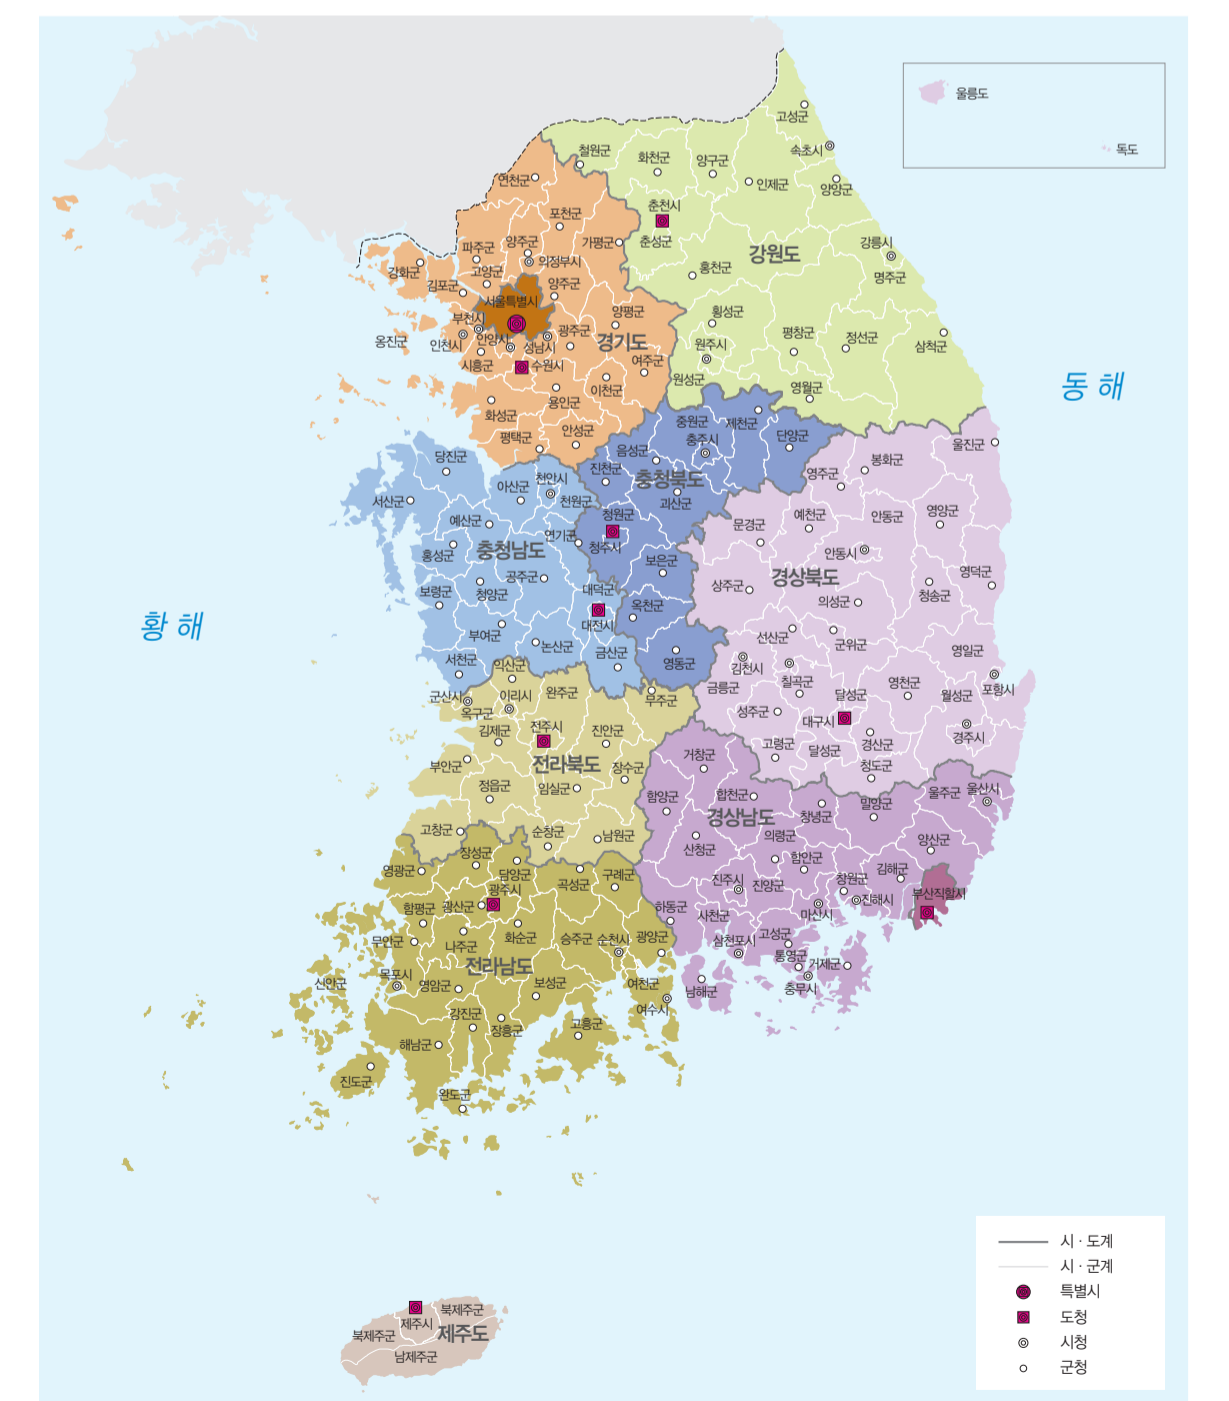 울릉도
독도
고성군
철원군
화천군
양구군
속초시
인제군
양양군
연천군
춘천시
포천군
춘성군
강릉시
파주군
양주군
가평군
강원도
의정부시
강화군
고양군
홍천군
명주군
김포군
양주군
서울특별시
양평군
횡성군
부천시
광주군
평창군
정선군
옹진군
인천시
안양시
성남시
경기도
원주시
삼척군
시흥군
수원시
여주군
원성군
동해
이천군
영월군
화성군
용인군
중원군
제천군
평택군
안성군
충주시
단양군
울진군
음성군
당진군
진천군
봉화군
아산군
천안시
충청북도
영주군
서산군
천원군
괴산군
예산군
청원군
문경군
예천군
안동군
영양군
연기군
홍성군
충청남도
청주시
안동시
보은군
공주군
대덕군
상주군
경상북도
영덕군
보령군
청양군
옥천군
의성군
청송군
황해
부여군
대전시
선산군
군위군
논산군
금산군
영일군
서천군
익산군
영동군
김천시
칠곡군
영천군
포항시
군산시
이리시
완주군
무주군
금릉군
달성군
월성군
옥구군
성주군
대구시
김제군
전주시
진안군
경산군
경주시
고령군
달성군
부안군
전라북도
장수군
거창군
청도군
정읍군
임실군
함양군
합천군
울주군
울산시
경상남도
창녕군
밀양군
고창군
순창군
남원군
의령군
양산군
장성군
산청군
함안군
영광군
담양군
곡성군
구례군
진주시
진양군
창원군
김해군
부산직할시
광주시
함평군
광산군
하동군
사천군
마산시
진해시
무안군
나주군
화순군
승주군
순천시
광양군
삼천포시
고성군
전라남도
통영군
거제군
목포시
신안군
영암군
보성군
여천군
남해군
충무시
강진군
장흥군
고흥군
여수시
해남군
진도군
완도군
북제주군
제주시
제주도
북제주군
남제주군
시·도계
시·군계
특별시
도청
시청
군청